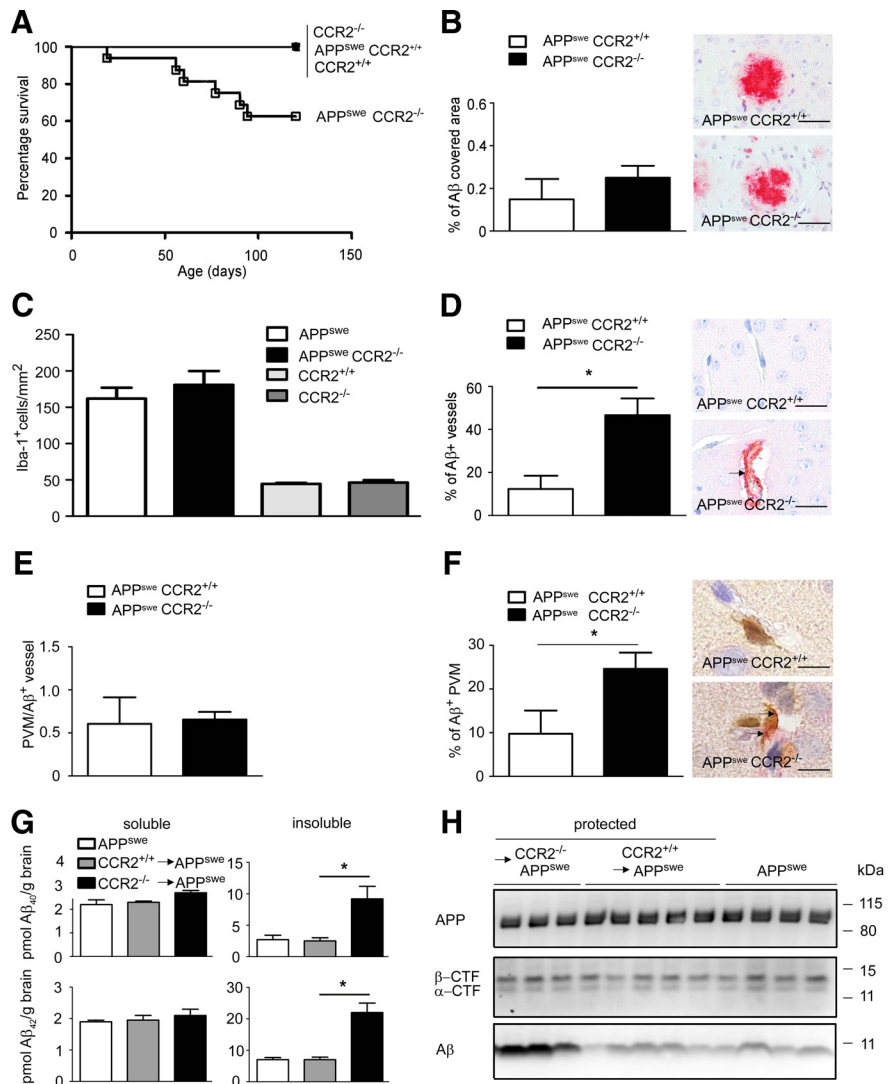 A
CCR2-/-
APPswe CCR2+/+
CCR2+/+
APPswe CCR2-/-
Percentage survival
100
80
60
40
20
0
0 50 100 150
Age (days)
B
APPswe CCR2+/+
APPswe CCR2-/-
% of Aβ covered area
0.6
0.4
0.2
0
APPswe CCR2+/+
APPswe CCR2-/-
C
Iba-1+cells/mm2
250
200
150
100
50
0
APPswe
APPswe CCR2-/-
CCR2+/+
CCR2-/-
D
APPswe CCR2+/+
APPswe CCR2-/-
% of Aβ+ vessels
60
40
20
0
*
APPswe CCR2+/+
APPswe CCR2-/-
E
APPswe CCR2+/+
APPswe CCR2-/-
PVM/Aβ+ vessel
1.5
1.0
0.5
0
F
APPswe CCR2+/+
APPswe CCR2-/-
% of Aβ+ PVM
30
20
10
0
*
APPswe CCR2+/+
APPswe CCR2-/-
G
soluble insoluble
APPswe
CCR2+/+ → APPswe
CCR2-/- → APPswe
pmol Aβ40/g brain
4
3
2
1
0
15
10
5
0
*
pmol Aβ42/g brain
3
2
1
0
30
20
10
0
*
H
protected
CCR2-/- CCR2+/+
→ APPswe → APPswe APPswe kDa
APP
115
80
β-CTF
α-CTF
15
11
Aβ
11